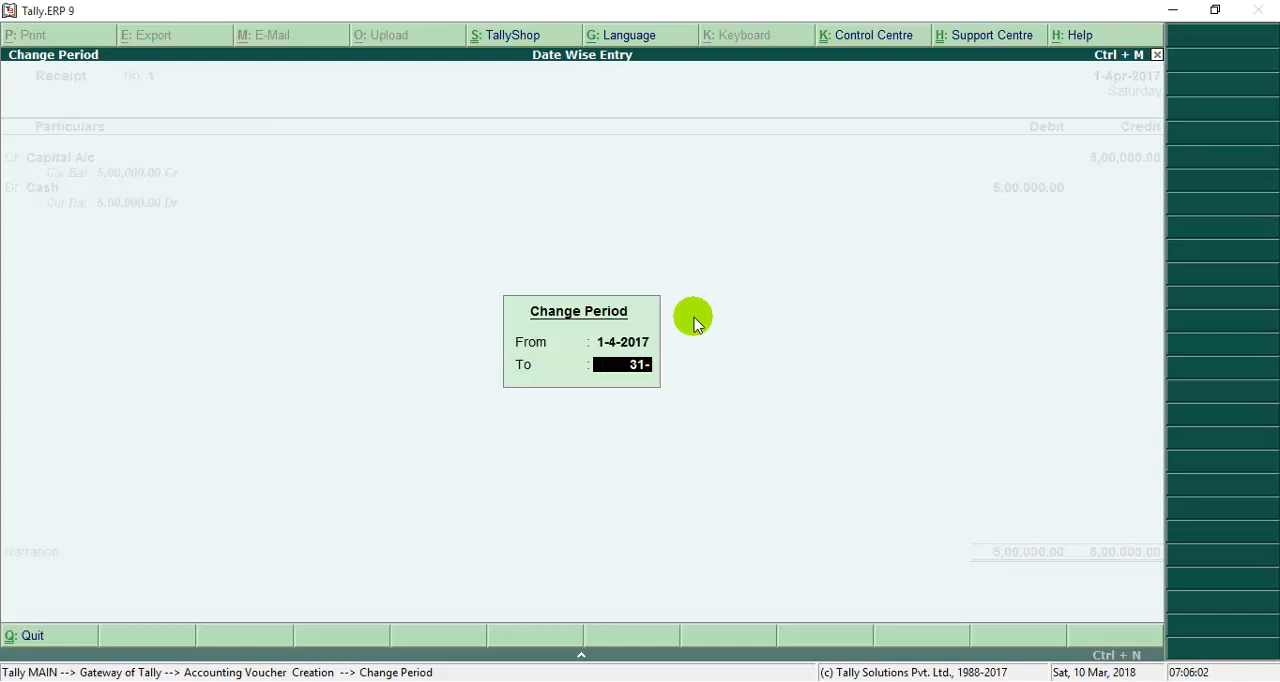 Tally.ERP 9
P: Print E: Export M: E-Mail O: Upload S: TallyShop G: Language K: Keyboard K: Control Centre H: Support Centre H: Help
Change Period Date Wise Entry Ctrl + M
Receipt No. 1 1-Apr-2017
Saturday
Particulars Debit Credit
Cr Capital A/c 5,00,000.00
Cur Bal: 5,00,000.00 Cr
Dr Cash 5,00,000.00
Cur Bal: 5,00,000.00 Dr
Change Period
From : 1-4-2017
To : 31-
Narration 5,00,000.00 5,00,000.00
Q: Quit
Ctrl + N
Tally MAIN --> Gateway of Tally --> Accounting Voucher Creation --> Change Period (c) Tally Solutions Pvt. Ltd., 1988-2017 Sat, 10 Mar, 2018 07:06:02